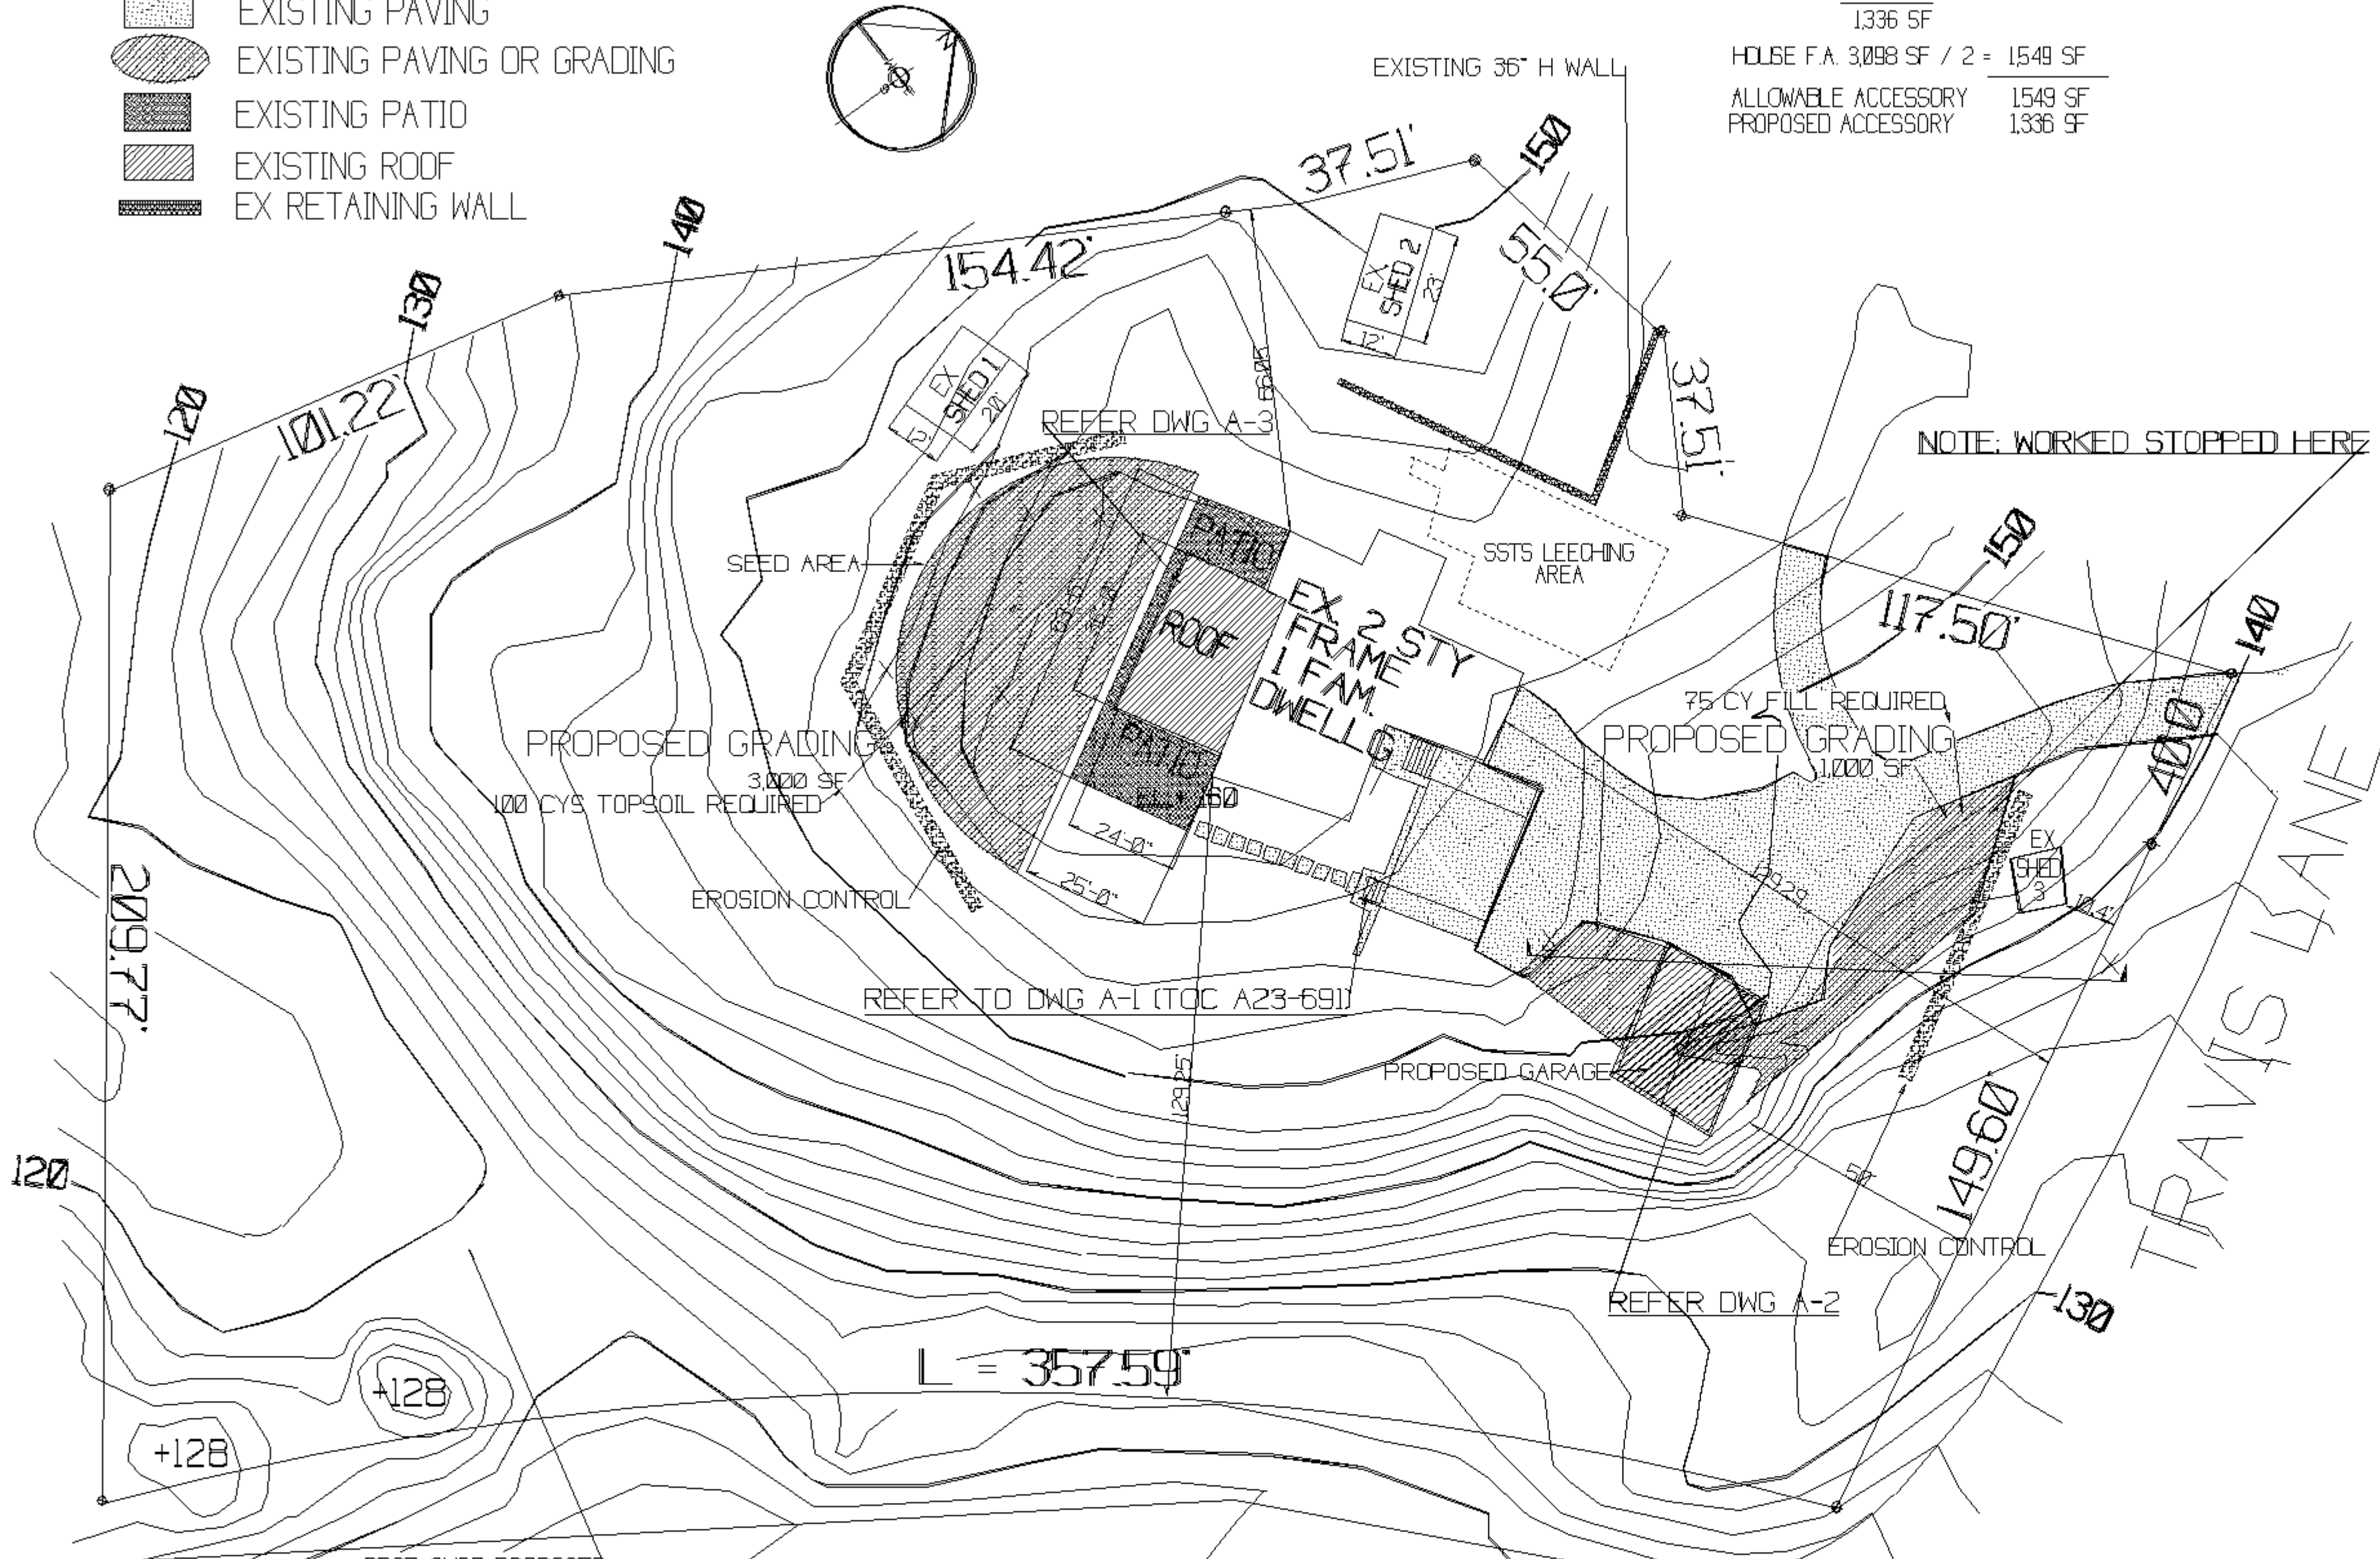 EXISTING PAVING
EXISTING PAVING OR GRADING
EXISTING PATIO
EXISTING ROOF
EX RETAINING WALL
N
1,336 SF
HOUSE F.A. 3,098 SF / 2 = 1,549 SF
ALLOWABLE ACCESSORY 1,549 SF
PROPOSED ACCESSORY 1,336 SF
EXISTING 36" H WALL
37.51'
150
140
130
120
154.42'
101.22'
EX.
SHED 2
23'
12'
55.0'
EX
SHED 1
20'
12'
REFER DWG A-3
37.51'
NOTE: WORKED STOPPED HERE
SEED AREA
PATIO
SSTS LEECHING
AREA
150
117.50'
140
ROOF
EX. 2 STY
FRAME
1 FAM.
DWELL'G
75 CY FILL REQUIRED
PROPOSED GRADING
1,000 SF
40.0'
PROPOSED GRADING
3,000 SF
100 CYS TOPSOIL REQUIRED
PATIO
24'-0"
25'-0"
EROSION CONTROL
209.77'
EX
SHED
3
TRAVIS LANE
REFER TO DWG A-1 (TOC A23-691)
129.25
PROPOSED GARAGE
149.60
50'
EROSION CONTROL
120
REFER DWG A-2
130
L = 357.59'
+128
+128